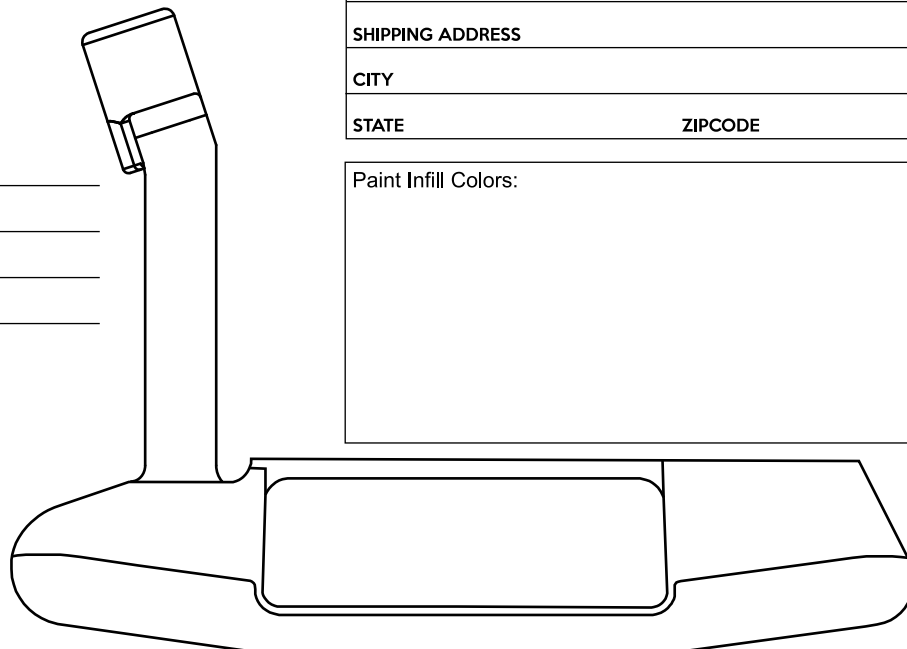 SHIPPING ADDRESS
CITY
STATE ZIPCODE
Paint Infill Colors: